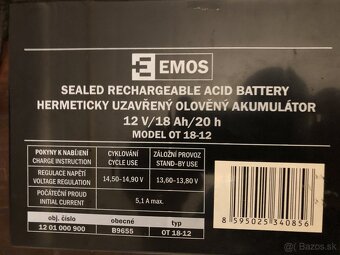 EMOS
SEALED RECHARGEABLE ACID BATTERY
HERMETICKY UZAVŘENÝ OLOVĚNÝ AKUMULÁTOR
12 V/18 Ah/20 h
MODEL OT 18-12
POKYNY K NABÍJENÍ CYKLOVÁNÍ ZÁLOŽNÍ PROVOZ
CHARGE INSTRUCTION CYCLE USE STAND-BY USE
REGULACE NAPĚTÍ
VOLTAGE REGULATION 14,50–14,90 V 13,60–13,80 V
POČÁTEČNÍ PROUD
INITIAL CURRENT 5,1 A max.
obj. číslo obecné typ
12 01 000 900 B9655 OT 18-12
8 595025 340856
bazos.sk